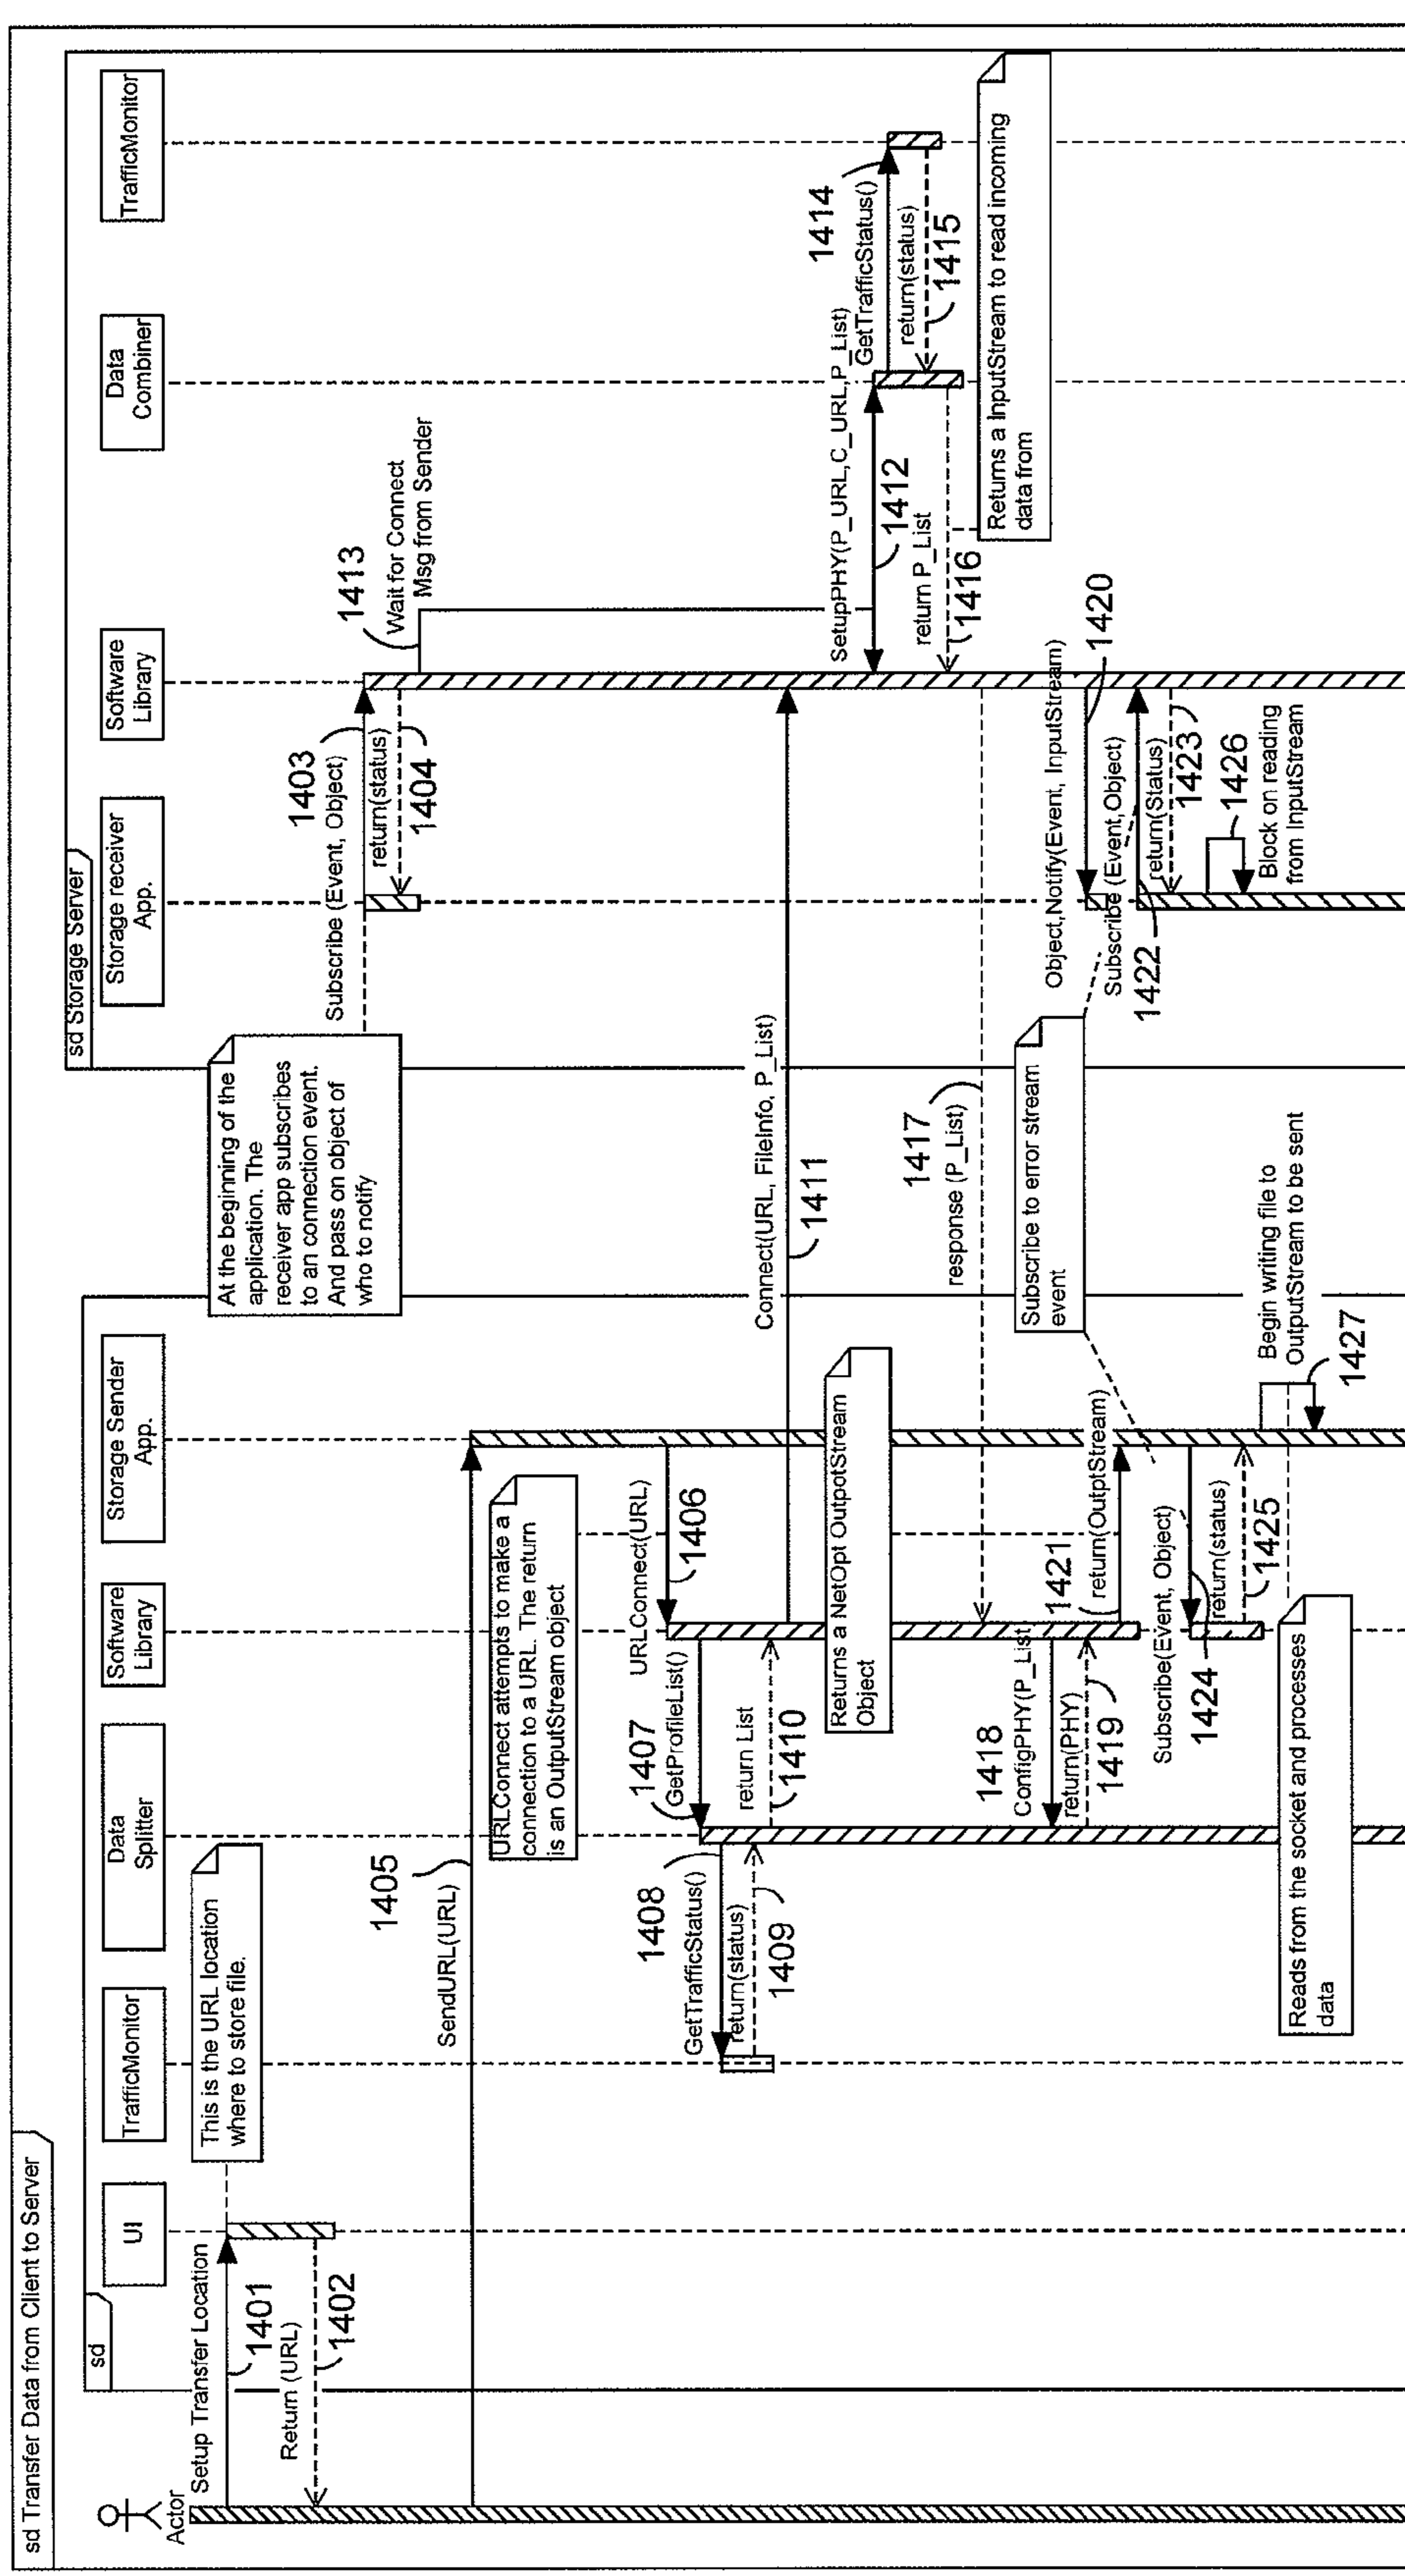 sd Transfer Data from Client to Server
sd
sd Storage Server
Actor
UI
TrafficMonitor
Data
Splitter
Software
Library
Storage Sender
App.
Storage receiver
App.
Software
Library
Data
Combiner
TrafficMonitor
Setup Transfer Location
1401
Return (URL)
1402
This is the URL location
where to store file.
At the beginning of the
application. The
receiver app subscribes
to an connection event.
And pass on object of
who to notify
1403
Subscribe (Event, Object)
return(status)
1404
1413
Wait for Connect
Msg from Sender
1405
SendURL(URL)
URLConnect attempts to make a
connection to a URL. The return
is an OutputStream object
URLConnect(URL)
1406
1407
GetProfileList()
1408
GetTrafficStatus()
return(status)
1409
return List
1410
Connect(URL, FileInfo, P_List)
1411
Returns a NetOpt OutpotStream
Object
SetupPHY(P_URL,C_URL,P_List)
1412
1414
GetTrafficStatus()
return(status)
1415
return P_List
1416
Returns a InputStream to read incoming
data from
1417
response (P_List)
1418
ConfigPHY(P_List)
return(PHY)
1419
Object,Notify(Event, InputStream)
1420
1421
return(OutptStream)
Subscribe to error stream
event
Subscribe (Event,Object)
1422
return(Status)
1423
Subscribe(Event, Object)
1424
return(status)
1425
1426
Block on reading
from InputStream
Begin writing file to
OutputStream to be sent
1427
Reads from the socket and processes
data